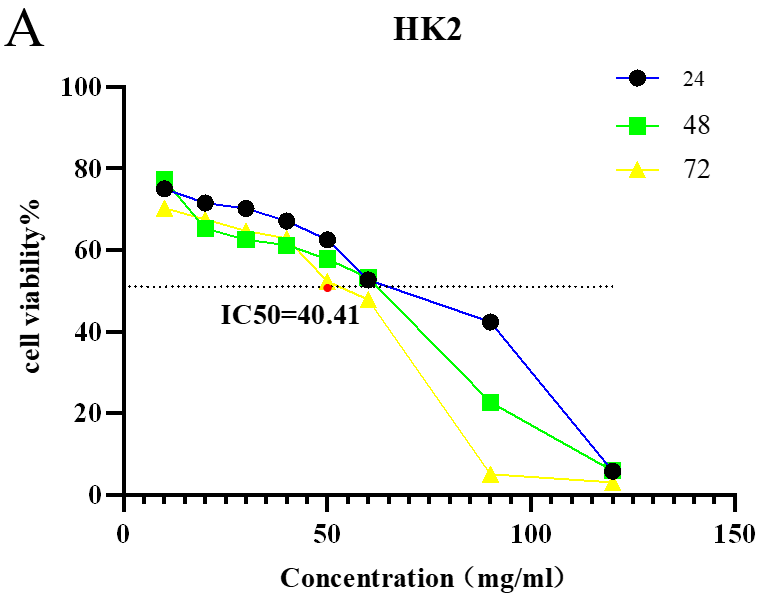 A
HK2
24
48
72
100
80
60
40
20
0
cell viability%
IC50=40.41
0
50
100
150
Concentration（mg/ml）